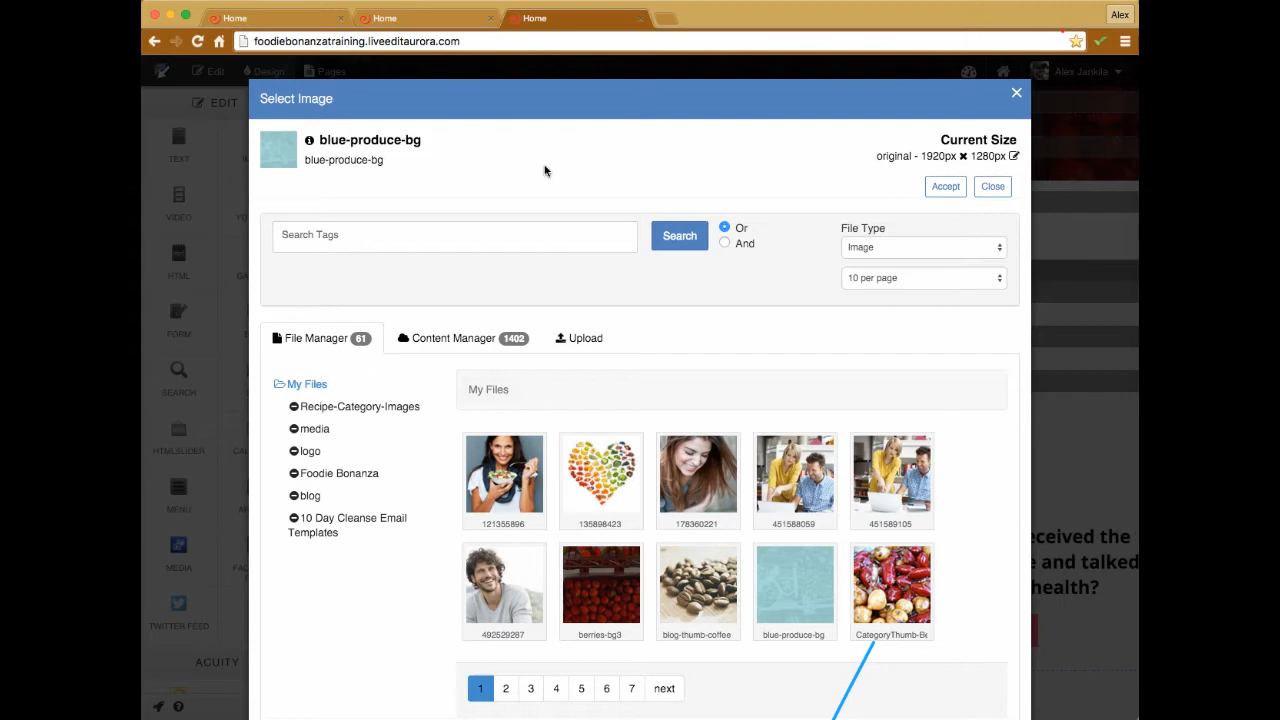 Home
Home
Home
Alex
foodiebonanzatraining.liveeditaurora.com
Edit
Design
Pages
Alex Jankila
Select Image
EDIT
TEXT
VIDEO
HTML
FORM
SEARCH
HTMLSLIDER
MENU
MEDIA
TWITTER FEED
ACUITY
blue-produce-bg
blue-produce-bg
Current Size
original - 1920px ✖ 1280px
Accept
Close
Search Tags
Search
Or
And
File Type
Image
10 per page
File Manager 61
Content Manager 1402
Upload
My Files
Recipe-Category-Images
media
logo
Foodie Bonanza
blog
10 Day Cleanse Email
Templates
My Files
121355896
135898423
178360221
451588059
451589105
492529287
berries-bg3
blog-thumb-coffee
blue-produce-bg
CategoryThumb-Be
1 2 3 4 5 6 7 next
eceived the
e and talked
health?